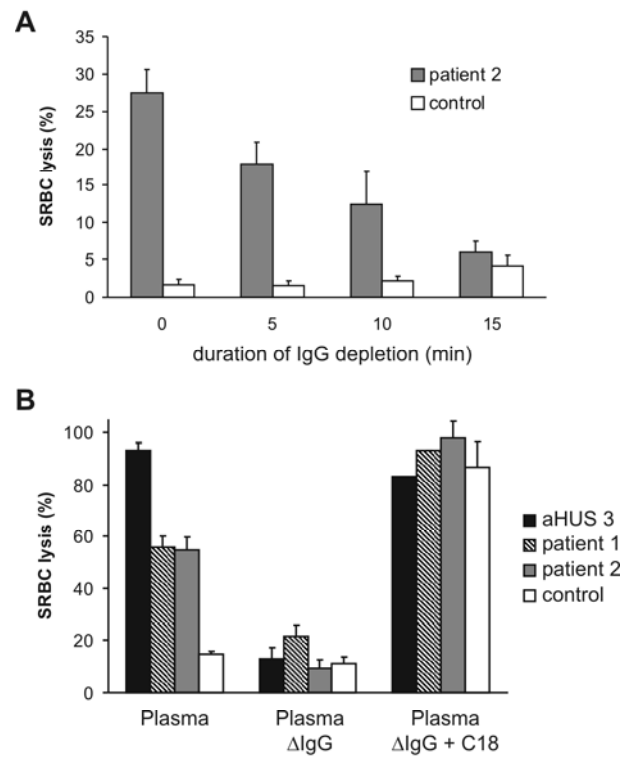 A
SRBC lysis (%)
35
30
25
20
15
10
5
0
patient 2
control
0 5 10 15
duration of IgG depletion (min)
B
SRBC lysis (%)
100
80
60
40
20
0
aHUS 3
patient 1
patient 2
control
Plasma Plasma Plasma
ΔIgG ΔIgG + C18